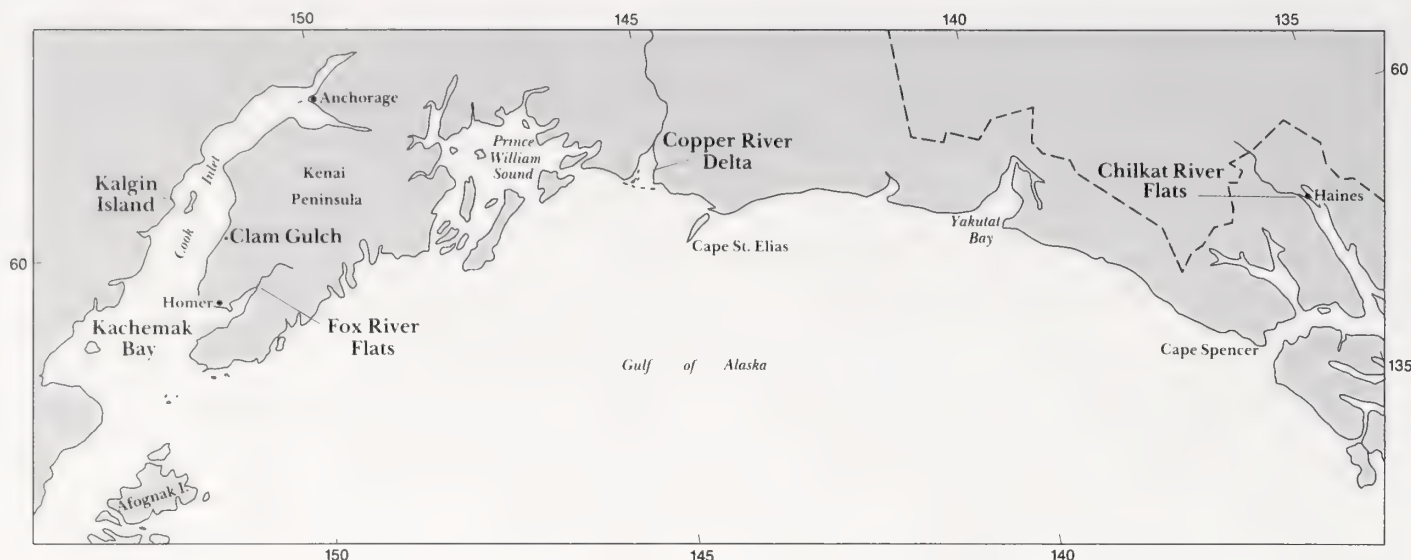 150
145
140
135
60
Anchorage
Prince
William
Sound
Copper River
Delta
Inlet
Kenai
Peninsula
Kalgin
Island
Chilkat River
Flats
Haines
Cook
Clam Gulch
Yakutat
Bay
Cape St. Elias
60
Homer
Kachemak
Bay
Fox River
Flats
Cape Spencer
Gulf of Alaska
135
Afognak I.
150
145
140